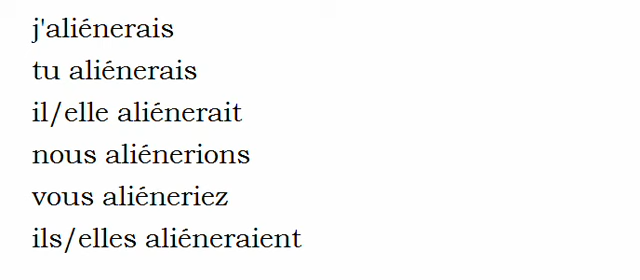 j'aliénerais
tu aliénerais
il/elle aliénerait
nous aliénerions
vous aliéneriez
ils/elles aliéneraient